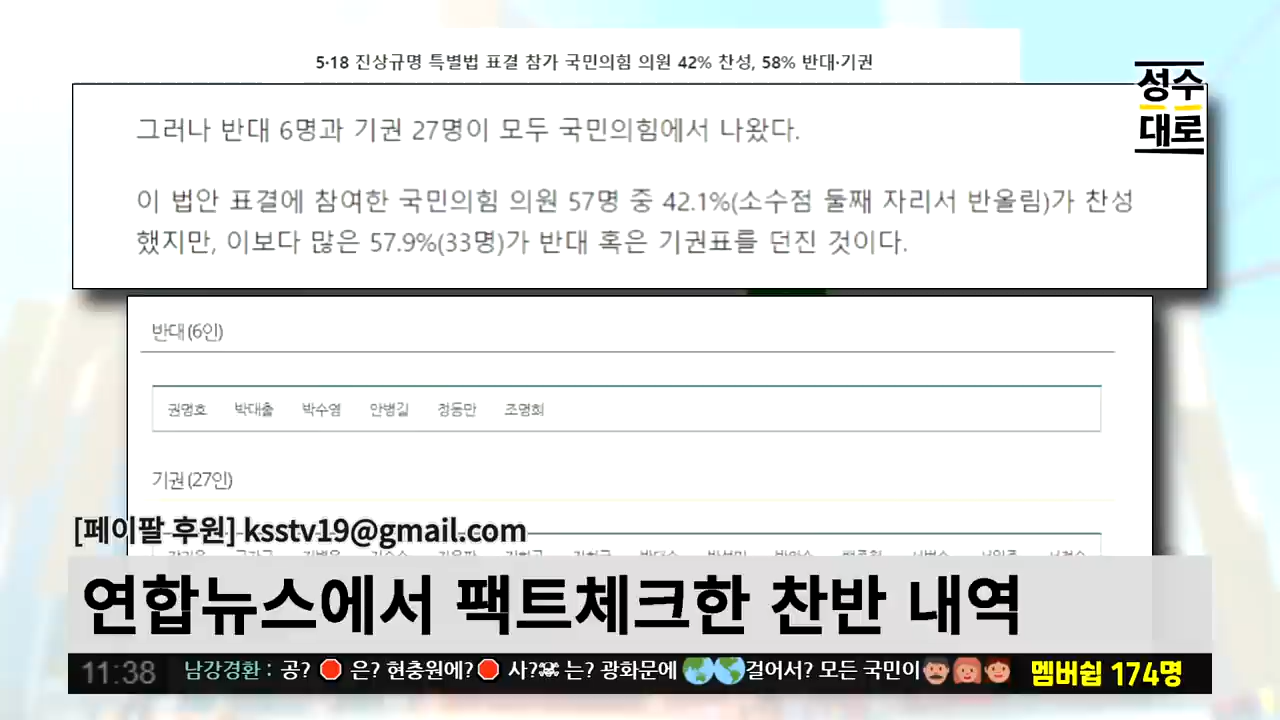 5·18 진상규명 특별법 표결 참가 국민의힘 의원 42% 찬성, 58% 반대·기권
성수
대로
그러나 반대 6명과 기권 27명이 모두 국민의힘에서 나왔다.
이 법안 표결에 참여한 국민의힘 의원 57명 중 42.1%(소수점 둘째 자리서 반올림)가 찬성
했지만, 이보다 많은 57.9%(33명)가 반대 혹은 기권표를 던진 것이다.
반대 (6인)
권명호 박대출 박수영 안병길 정동만 조명희
기권 (27인)
[페이팔 후원] ksstv19@gmail.com
연합뉴스에서 팩트체크한 찬반 내역
11:38 남강경환 : 공? 🛑 은? 현충원에?🛑 사?☠ 는? 광화문에 🌏🌎걸어서? 모든 국민이👨🏽👩🏽🧑🏽 멤버쉽 174명